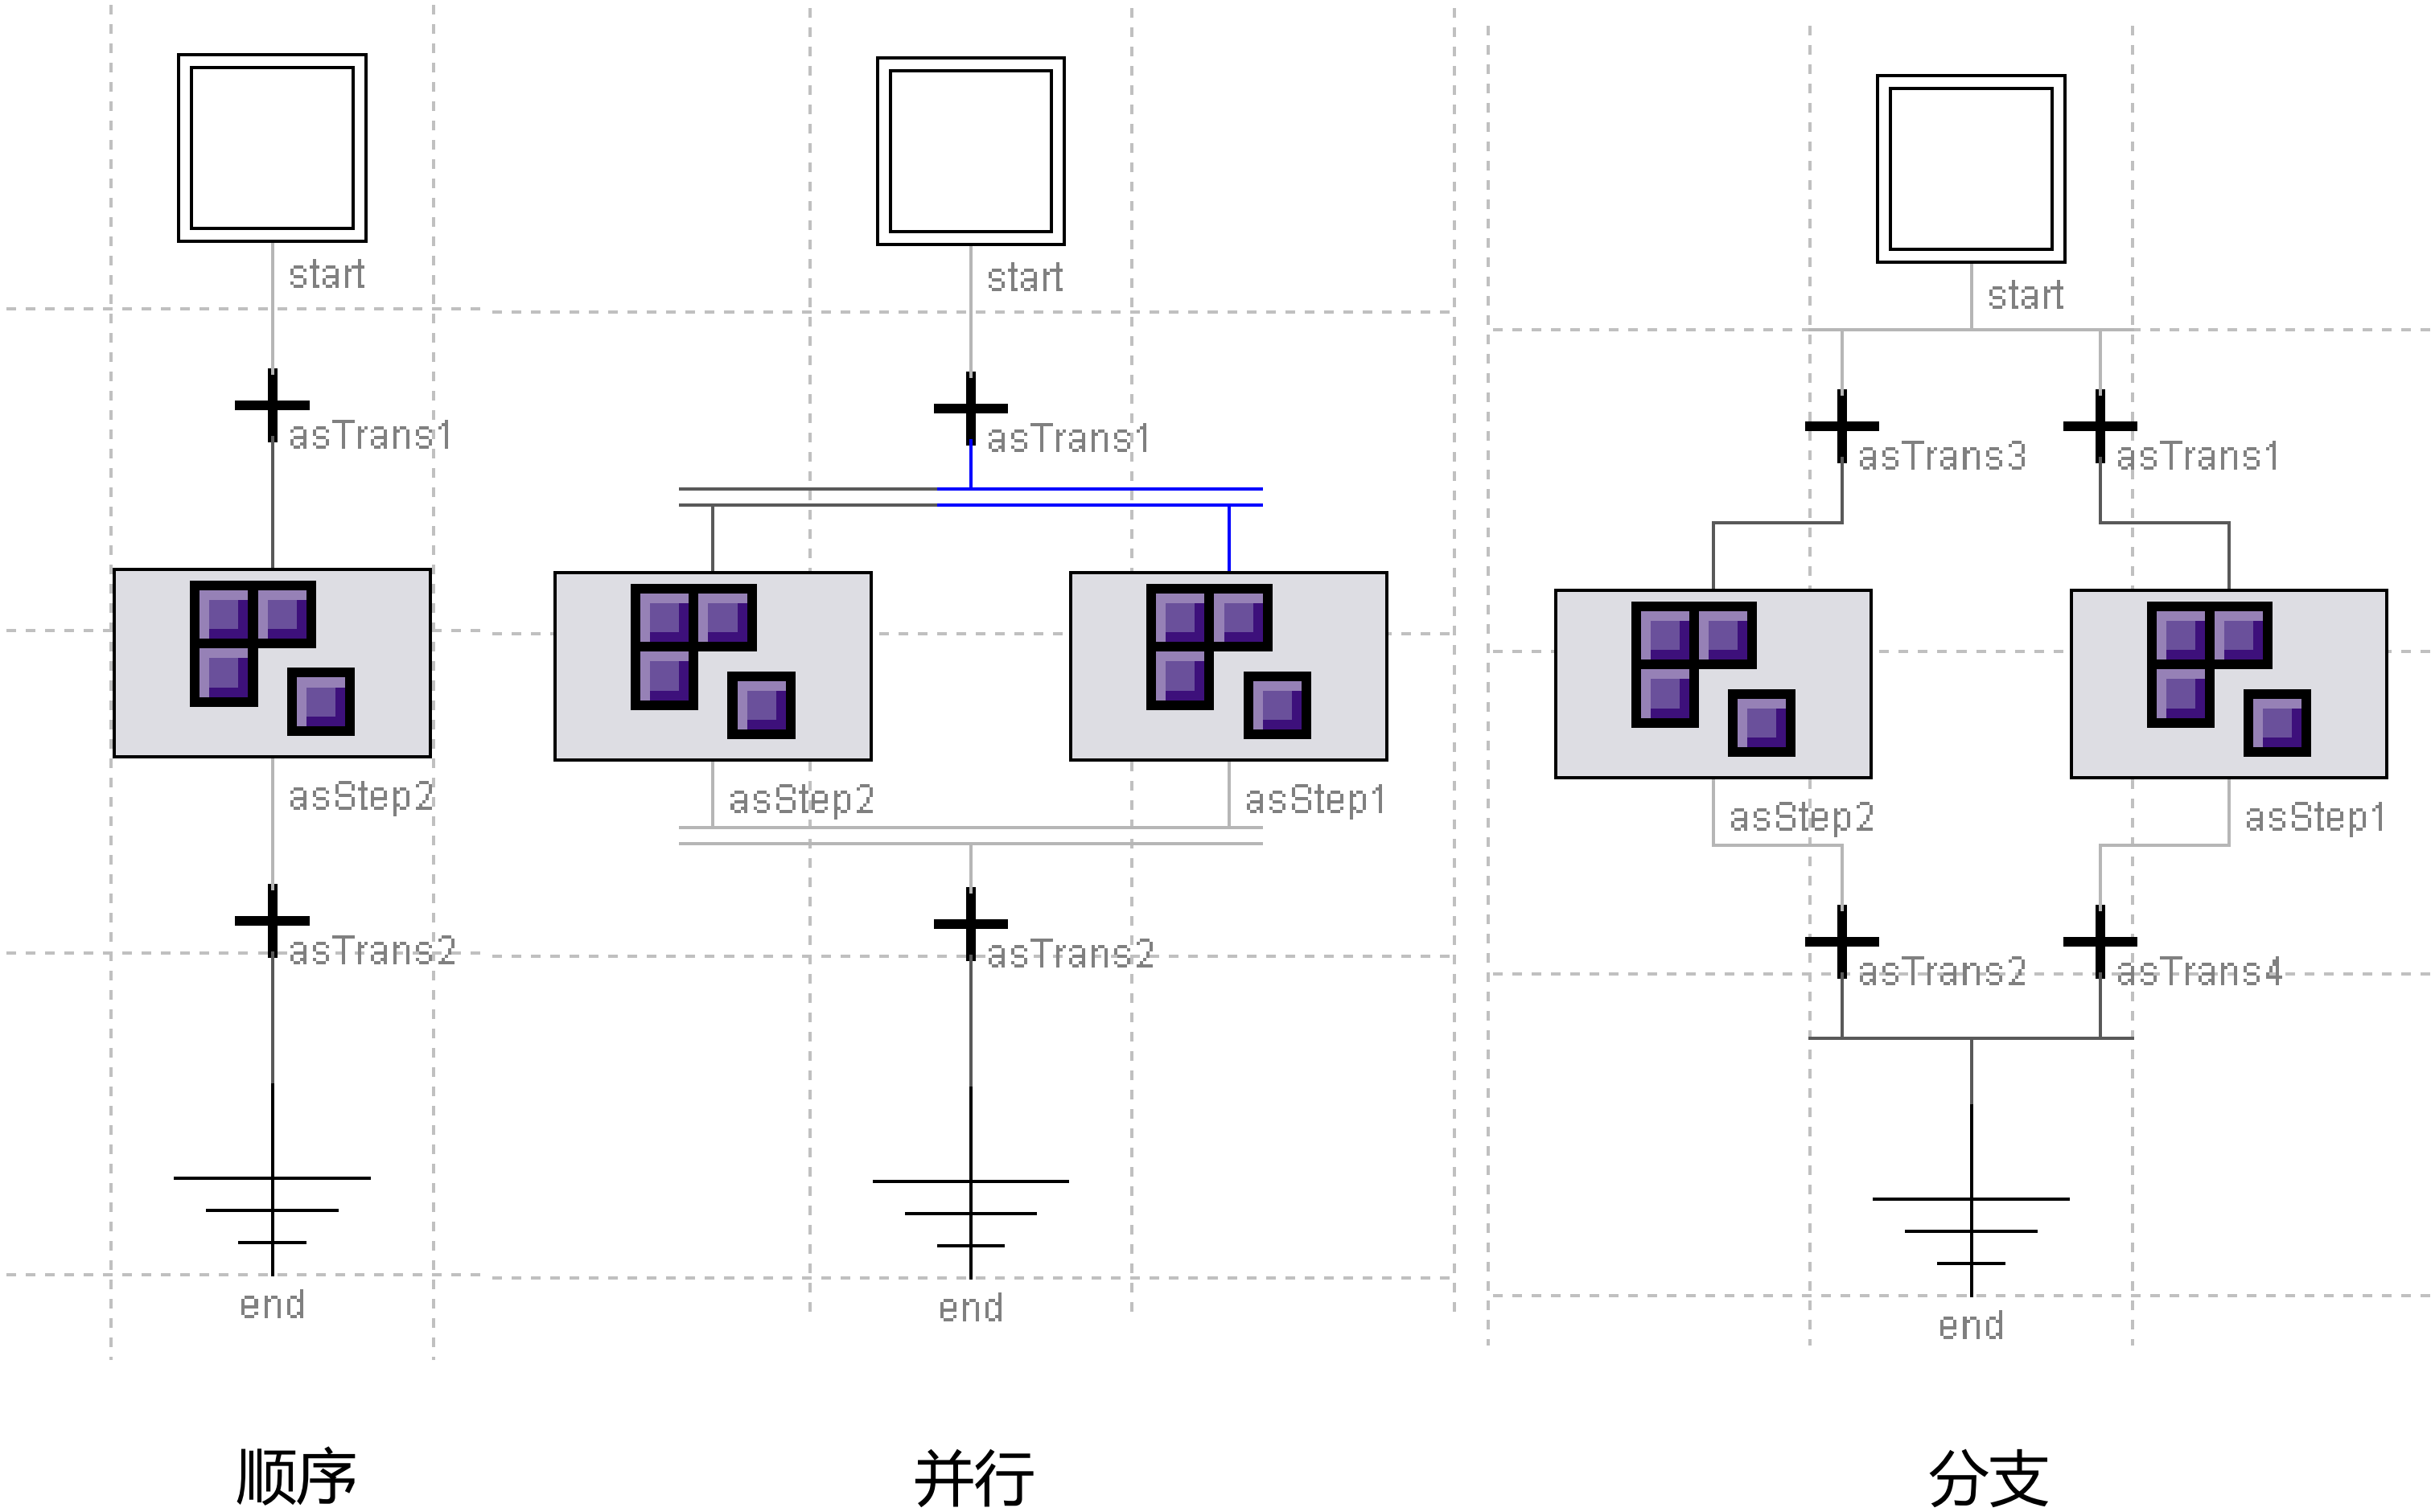 start
asTrans1
asStep2
asTrans2
end
顺序
start
asTrans1
asStep2
asStep1
asTrans2
end
并行
start
asTrans3
asTrans1
asStep2
asStep1
asTrans2
asTrans4
end
分支